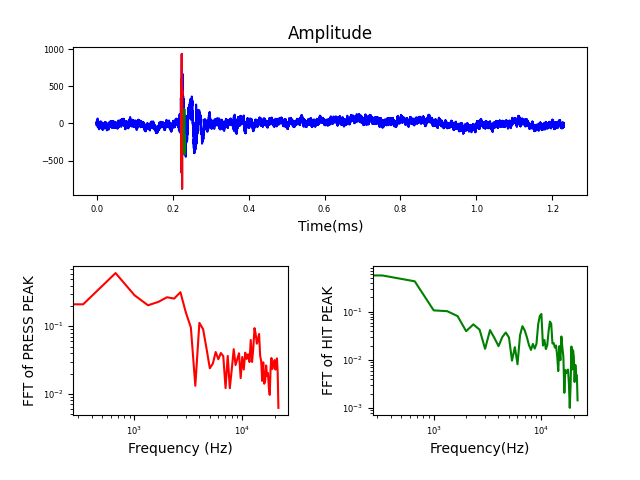 Amplitude
1000
500
0
−500
0.0 0.2 0.4 0.6 0.8 1.0 1.2
Time(ms)
FFT of PRESS PEAK
10⁻¹
10⁻²
10³ 10⁴
Frequency (Hz)
FFT of HIT PEAK
10⁻¹
10⁻²
10⁻³
10³ 10⁴
Frequency(Hz)